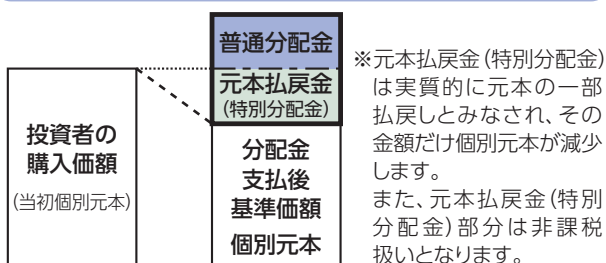 普通分配金
元本払戻金
(特別分配金)
投資者の
購入価額
(当初個別元本)
分配金
支払後
基準価額
個別元本
※元本払戻金(特別分配金)
は実質的に元本の一部
払戻しとみなされ、その
金額だけ個別元本が減少
します。
また、元本払戻金(特別
分配金)部分は非課税
扱いとなります。